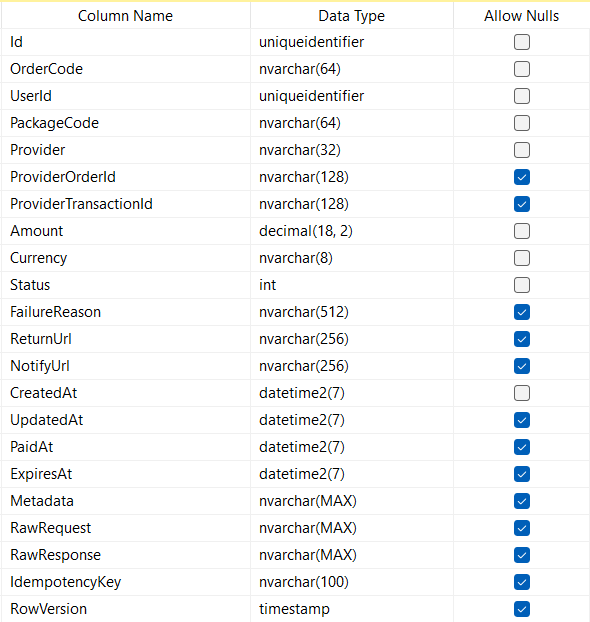 Column Name Data Type Allow Nulls
Id uniqueidentifier
OrderCode nvarchar(64)
UserId uniqueidentifier
PackageCode nvarchar(64)
Provider nvarchar(32)
ProviderOrderId nvarchar(128)
ProviderTransactionId nvarchar(128)
Amount decimal(18, 2)
Currency nvarchar(8)
Status int
FailureReason nvarchar(512)
ReturnUrl nvarchar(256)
NotifyUrl nvarchar(256)
CreatedAt datetime2(7)
UpdatedAt datetime2(7)
PaidAt datetime2(7)
ExpiresAt datetime2(7)
Metadata nvarchar(MAX)
RawRequest nvarchar(MAX)
RawResponse nvarchar(MAX)
IdempotencyKey nvarchar(100)
RowVersion timestamp